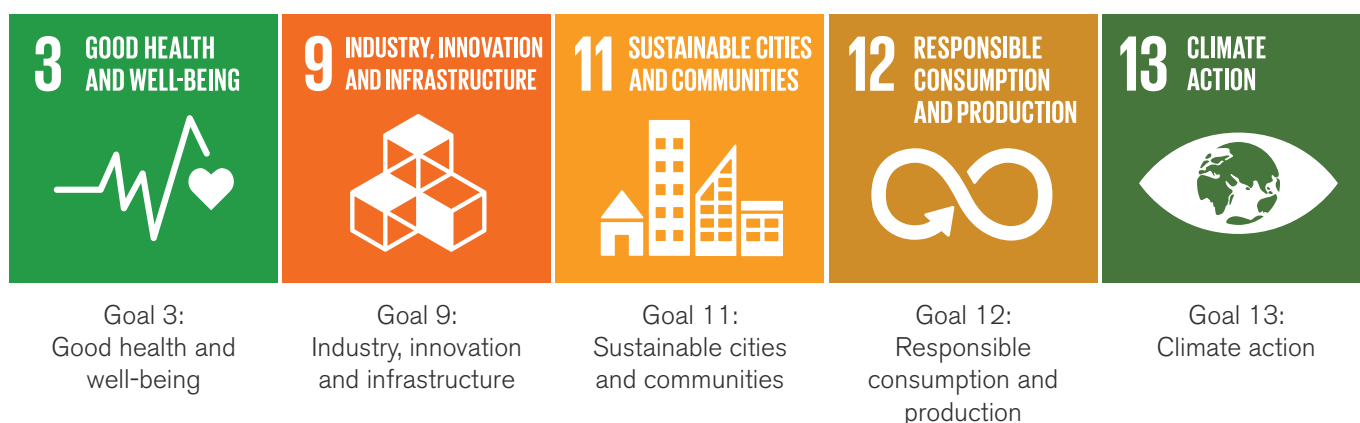 3 GOOD HEALTH
AND WELL-BEING
9 INDUSTRY, INNOVATION
AND INFRASTRUCTURE
11 SUSTAINABLE CITIES
AND COMMUNITIES
12 RESPONSIBLE
CONSUMPTION
AND PRODUCTION
13 CLIMATE
ACTION
Goal 3:
Good health and
well-being
Goal 9:
Industry, innovation
and infrastructure
Goal 11:
Sustainable cities
and communities
Goal 12:
Responsible
consumption and
production
Goal 13:
Climate action